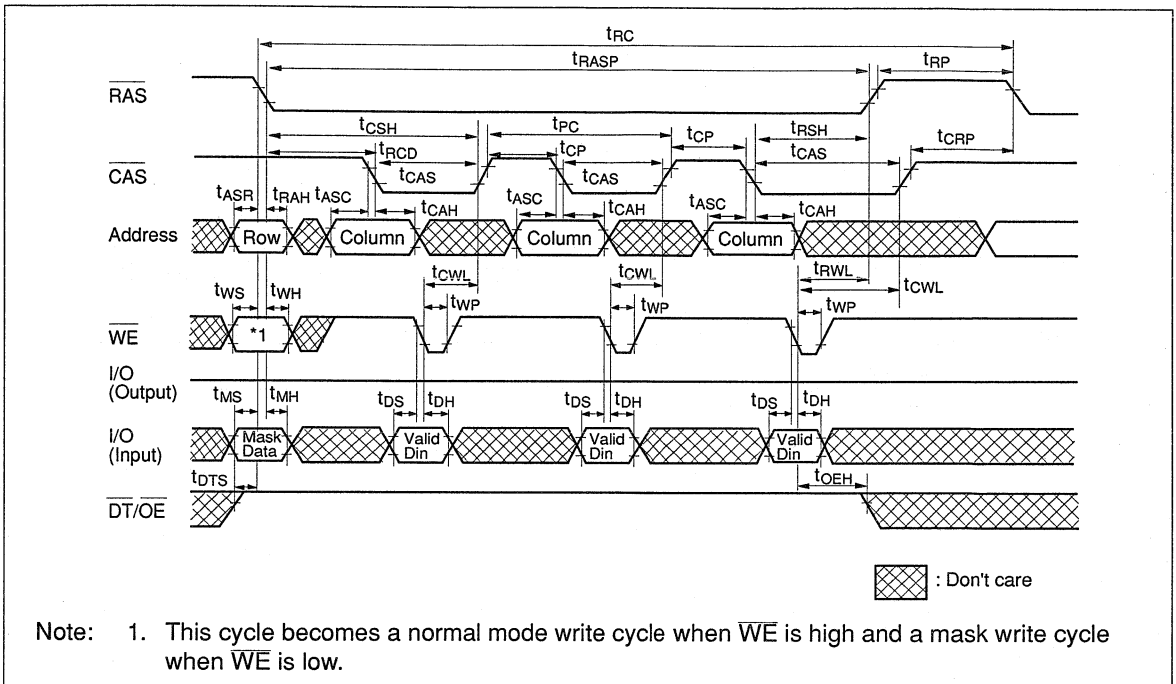 tRC
tRASP
tRP
RAS
tCSH
tPC
tCP
tRSH
tCRP
tRCD
tCP
tCAS
CAS
tCAS
tCAS
tASR
tRAH
tASC
tCAH
tASC
tCAH
tASC
tCAH
Address
Row
Column
Column
Column
tCWL
tCWL
tRWL
tCWL
tWS
tWH
tWP
tWP
tWP
WE
*1
I/O
(Output)
tMS
tMH
tDS
tDH
tDS
tDH
tDS
tDH
I/O
(Input)
Mask
Data
Valid
Din
Valid
Din
Valid
Din
tDTS
tOEH
DT/OE
: Don't care
Note: 1. This cycle becomes a normal mode write cycle when WE is high and a mask write cycle
when WE is low.